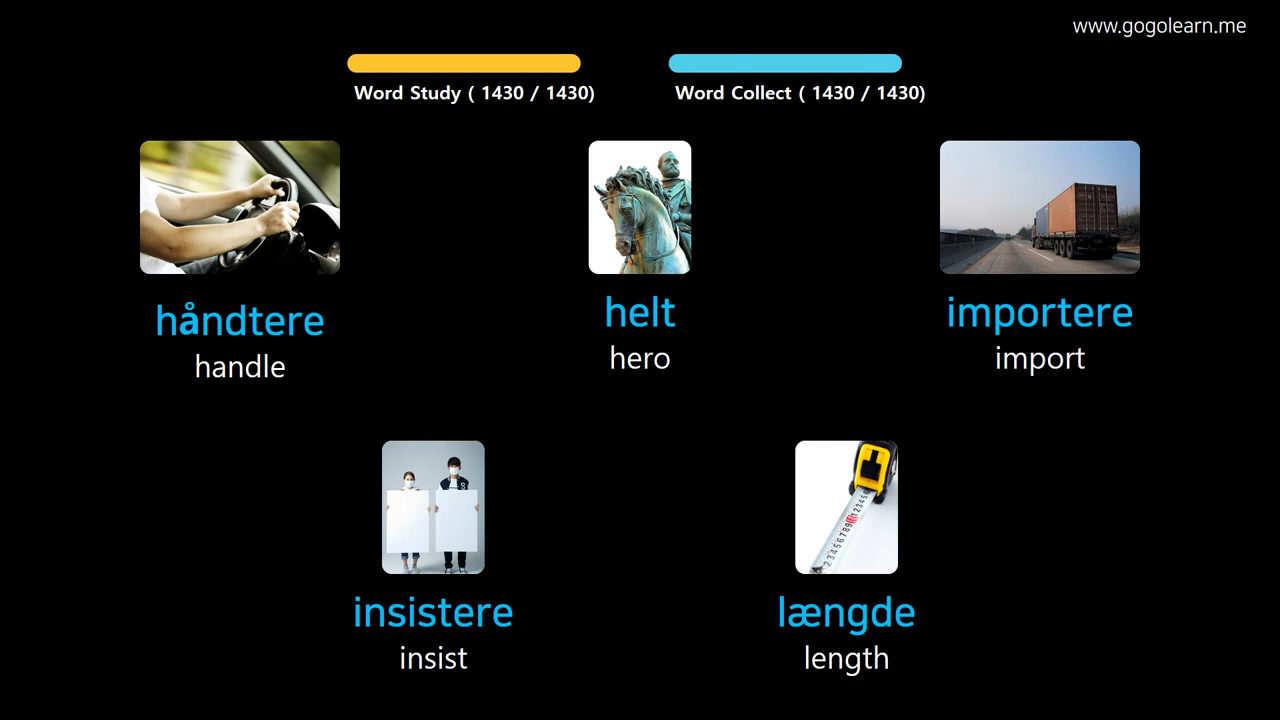 www.gogolearn.me
Word Study ( 1430 / 1430)
Word Collect ( 1430 / 1430)
håndtere
handle
helt
hero
importere
import
insistere
insist
længde
length